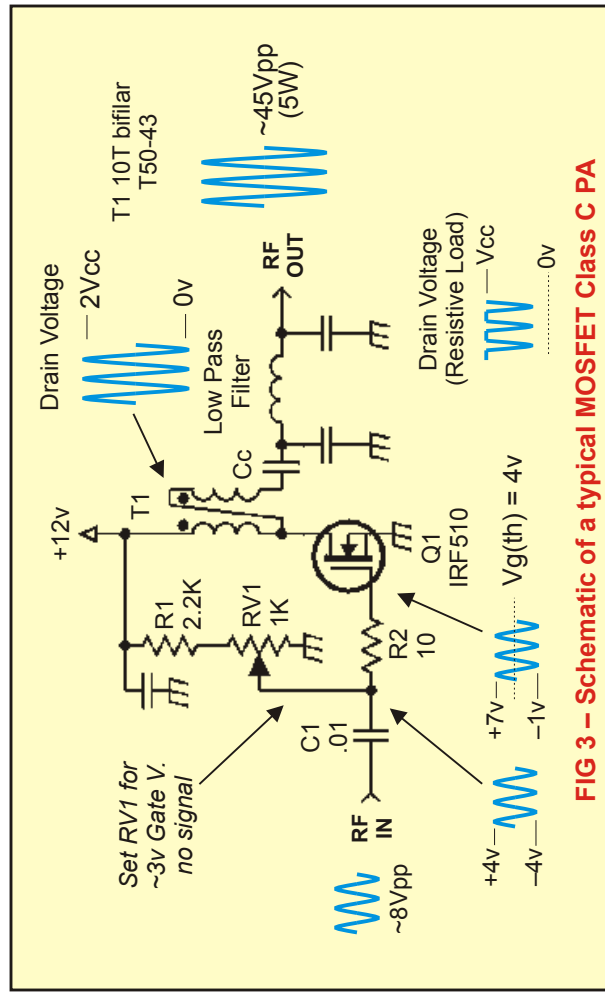 Set RV1 for
~3v Gate V.
no signal
+12v
R1
2.2K
RV1
1K
T1
Drain Voltage
2Vcc
0v
T1 10T bifilar
T50-43
~45Vpp
(5W)
Low Pass
Filter
Cc
RF
OUT
RF
IN
~8Vpp
C1
.01
R2
10
Q1
IRF510
+4v
–4v
+7v
–1v
Vg(th) = 4v
Drain Voltage
(Resistive Load)
Vcc
0v
FIG 3 – Schematic of a typical MOSFET Class C PA